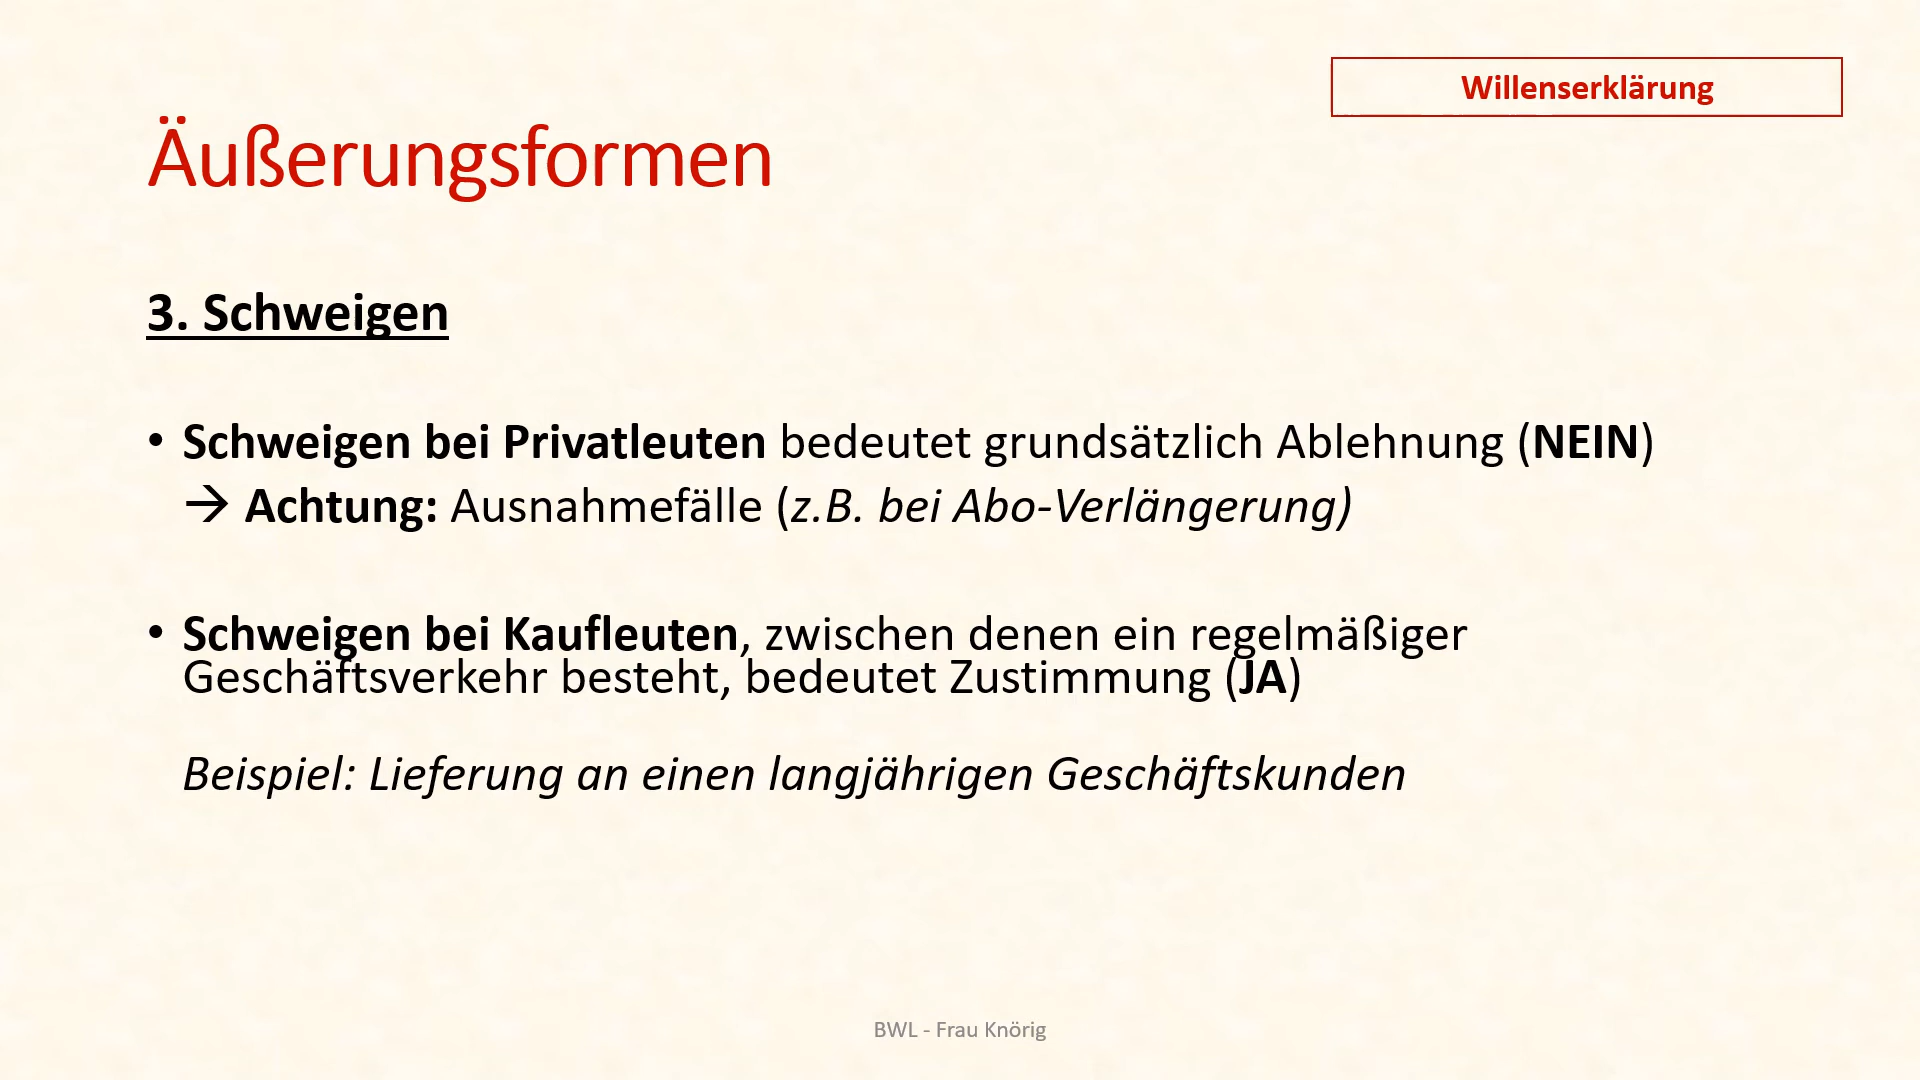 Willenserklärung
Äußerungsformen
3. Schweigen
• Schweigen bei Privatleuten bedeutet grundsätzlich Ablehnung (NEIN)
→ Achtung: Ausnahmefälle (z.B. bei Abo-Verlängerung)
• Schweigen bei Kaufleuten, zwischen denen ein regelmäßiger
Geschäftsverkehr besteht, bedeutet Zustimmung (JA)
Beispiel: Lieferung an einen langjährigen Geschäftskunden
BWL - Frau Knörig